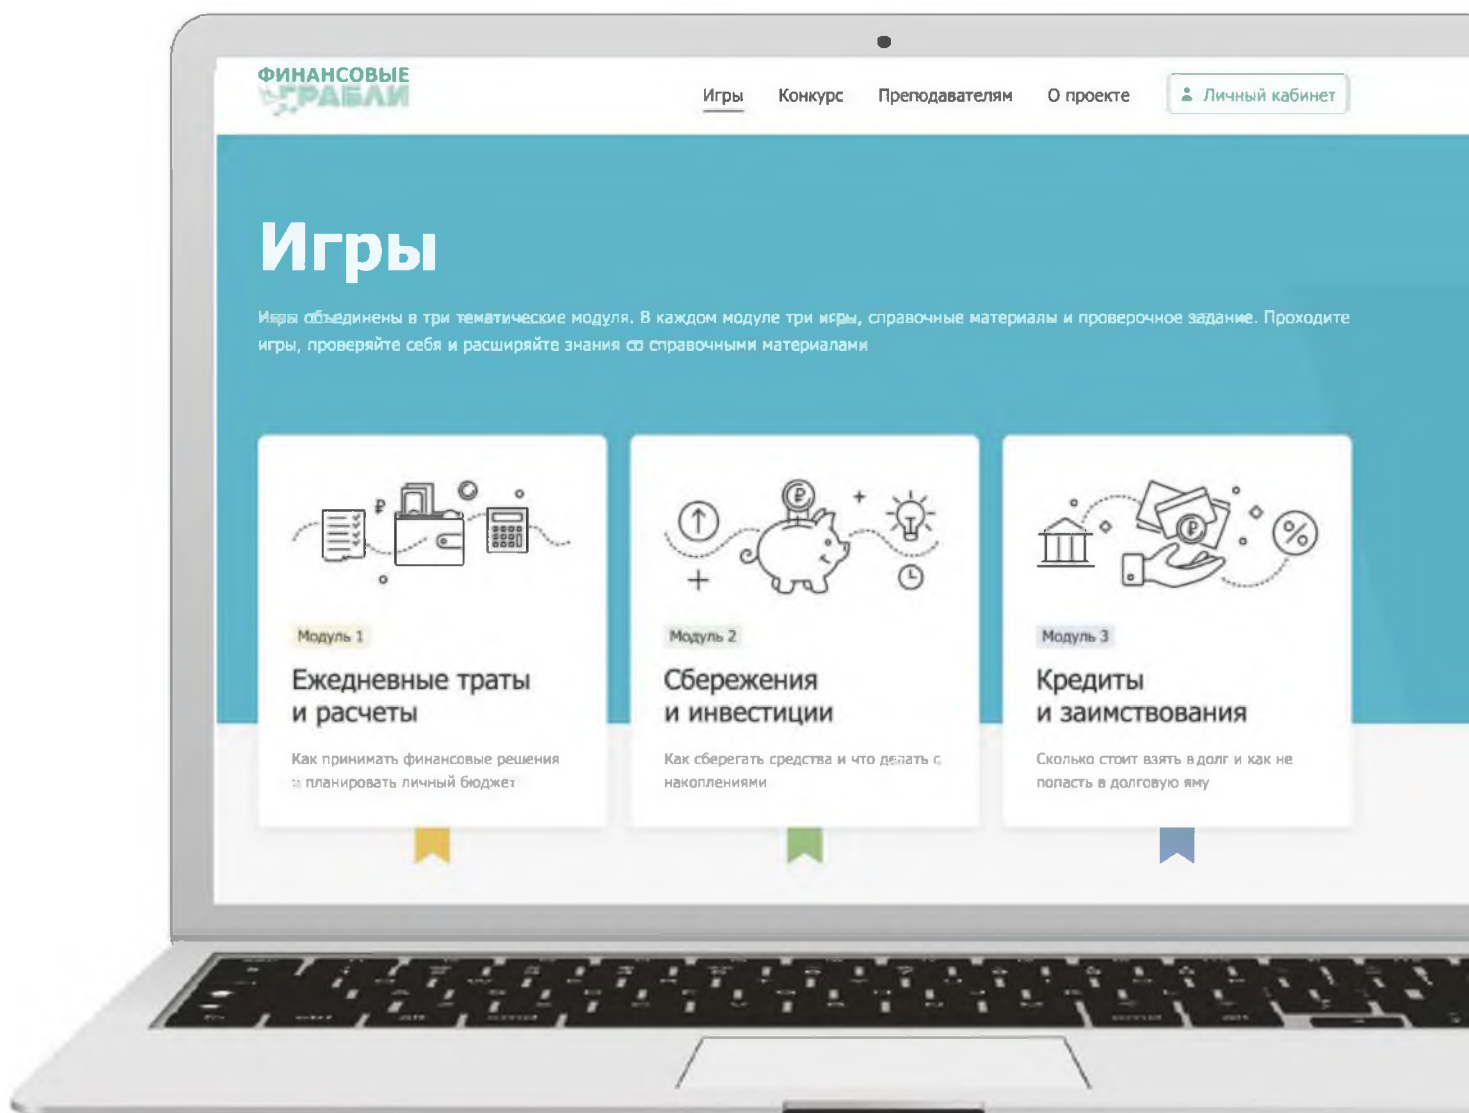 ФИНАНСОВЫЕ
ГРАБЛИ
Игры Конкурс Преподавателям О проекте Личный кабинет
Игры
Игры объединены в три тематические модуля. В каждом модуле три игры, справочные материалы и проверочное задание. Проходите
игры, проверяйте себя и расширяйте знания со справочными материалами
Модуль 1
Ежедневные траты
и расчеты
Как принимать финансовые решения
и планировать личный бюджет
Модуль 2
Сбережения
и инвестиции
Как сберегать средства и что делать с
накоплениями
Модуль 3
Кредиты
и заимствования
Сколько стоит взять в долг и как не
попасть в долговую яму